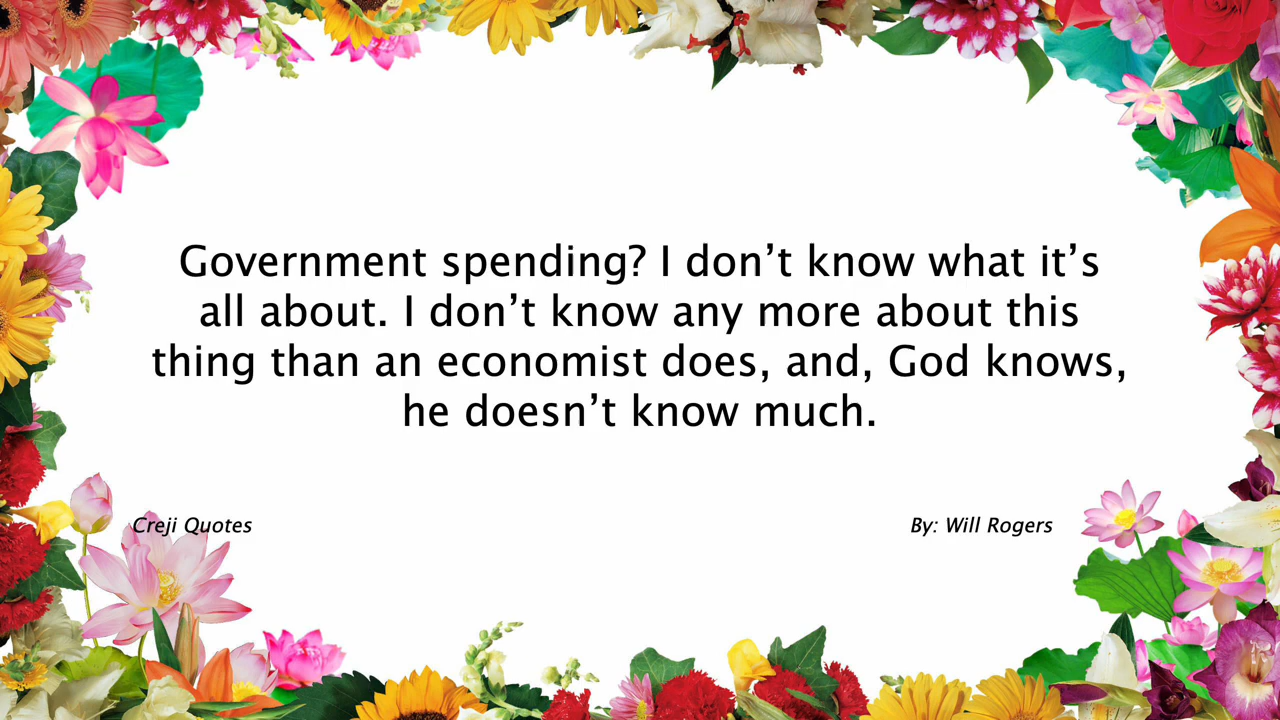 Government spending? I don’t know what it’s
all about. I don’t know any more about this
thing than an economist does, and, God knows,
he doesn’t know much.
Creji Quotes
By: Will Rogers